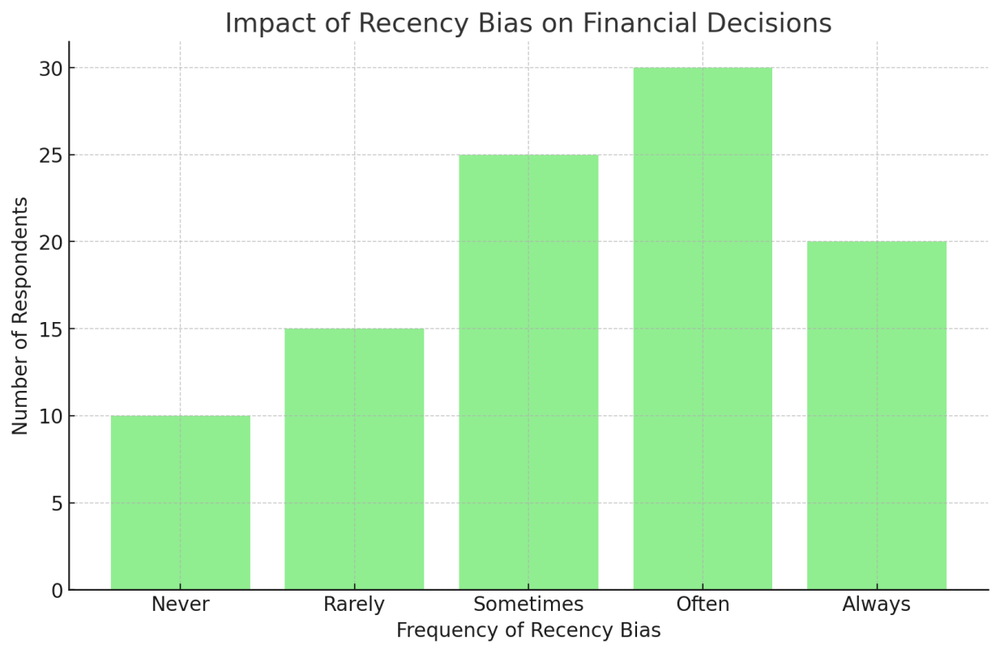 Impact of Recency Bias on Financial Decisions
30
25
20
15
10
5
0
Number of Respondents
Never Rarely Sometimes Often Always
Frequency of Recency Bias